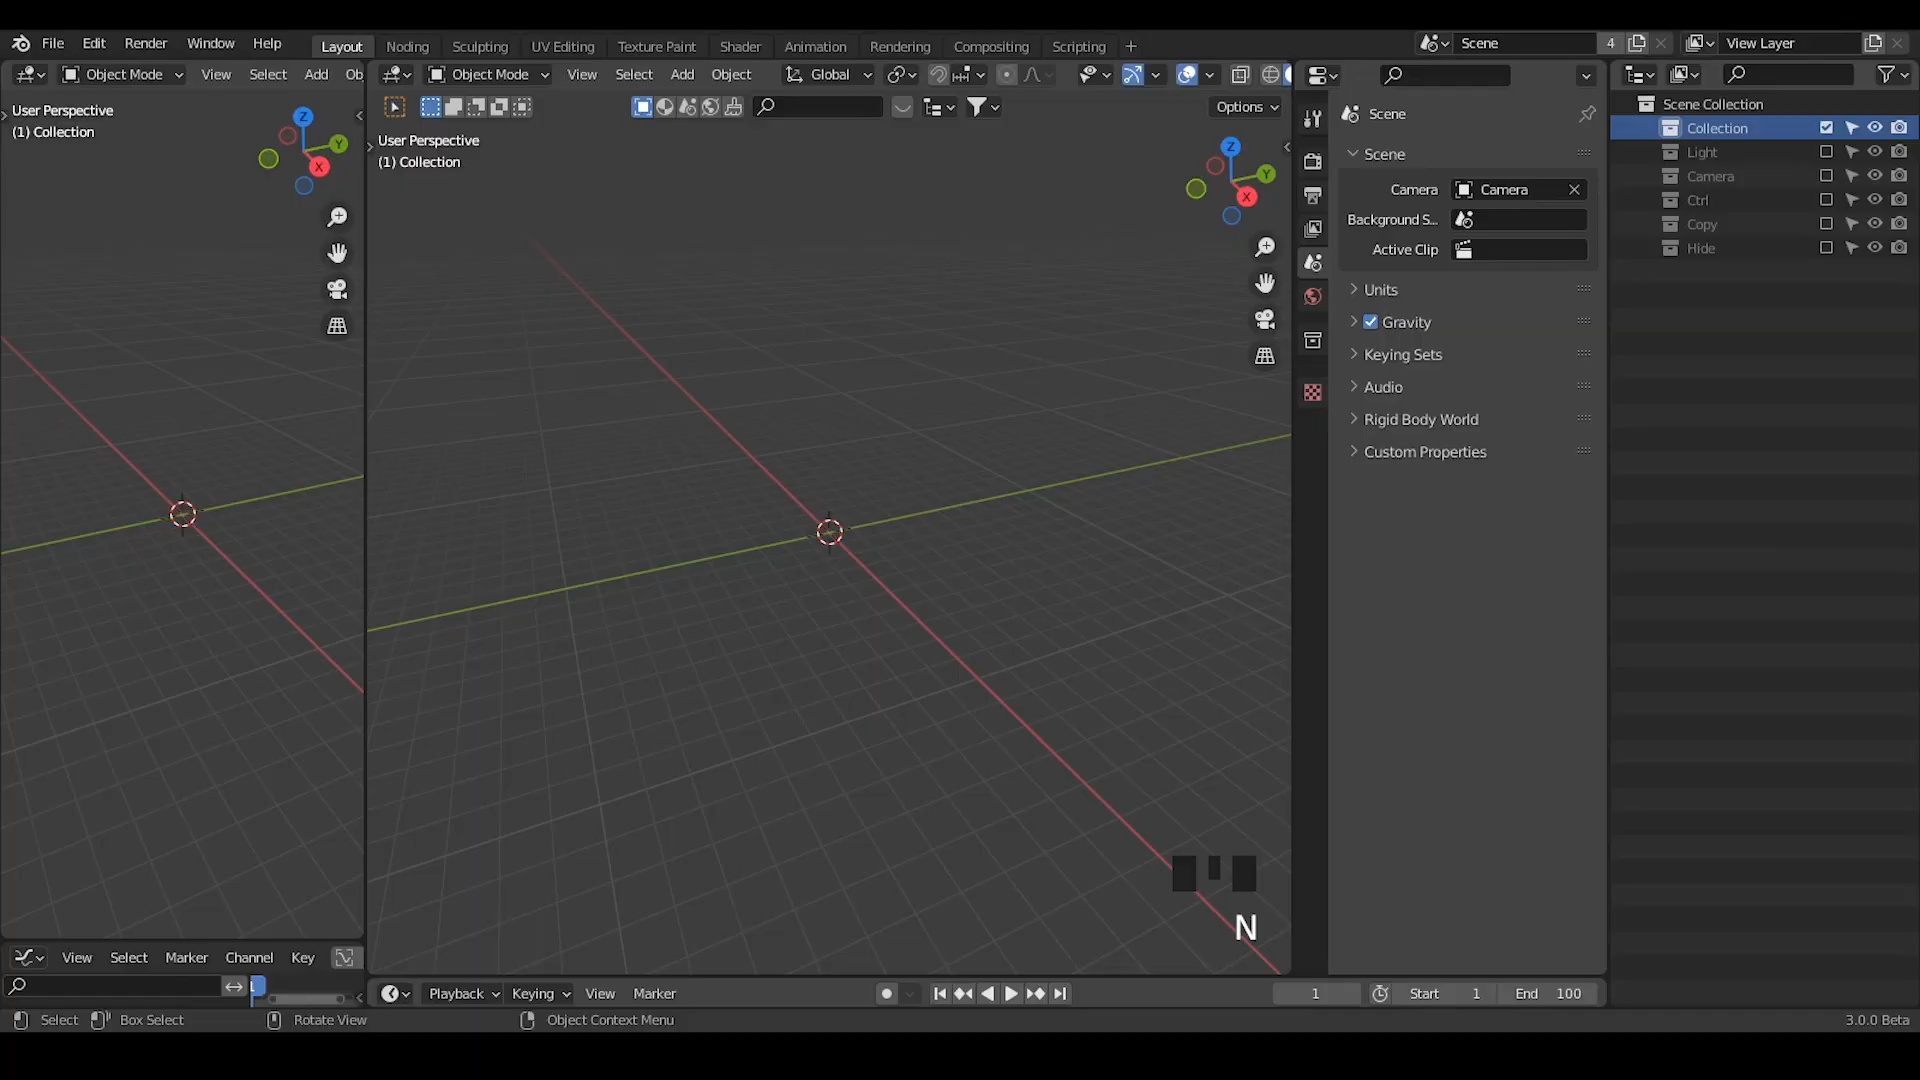 File Edit Render Window Help Layout Noding Sculpting UV Editing Texture Paint Shader Animation Rendering Compositing Scripting + Scene 4 View Layer
Object Mode View Select Add Ob
Object Mode View Select Add Object Global
Options
User Perspective
(1) Collection
Z
Y
X
User Perspective
(1) Collection
Z
Y
X
N
Scene
Scene
Camera Camera
Background S...
Active Clip
Units
Gravity
Keying Sets
Audio
Rigid Body World
Custom Properties
Scene Collection
Collection
Light
Camera
Ctrl
Copy
Hide
View Select Marker Channel Key
1
Playback Keying View Marker 1 Start 1 End 100
Select Box Select Rotate View Object Context Menu 3.0.0 Beta